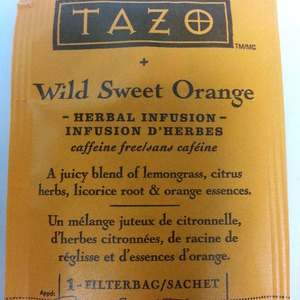 TAZO
TM/MC
+
Wild Sweet Orange
- HERBAL INFUSION -
INFUSION D'HERBES
caffeine free/sans caféine
A juicy blend of lemongrass, citrus
herbs, licorice root & orange essences.
Un mélange juteux de citronnelle,
d'herbes citronnées, de racine de
réglisse et d'essences d'orange.
1-FILTERBAG/SACHET